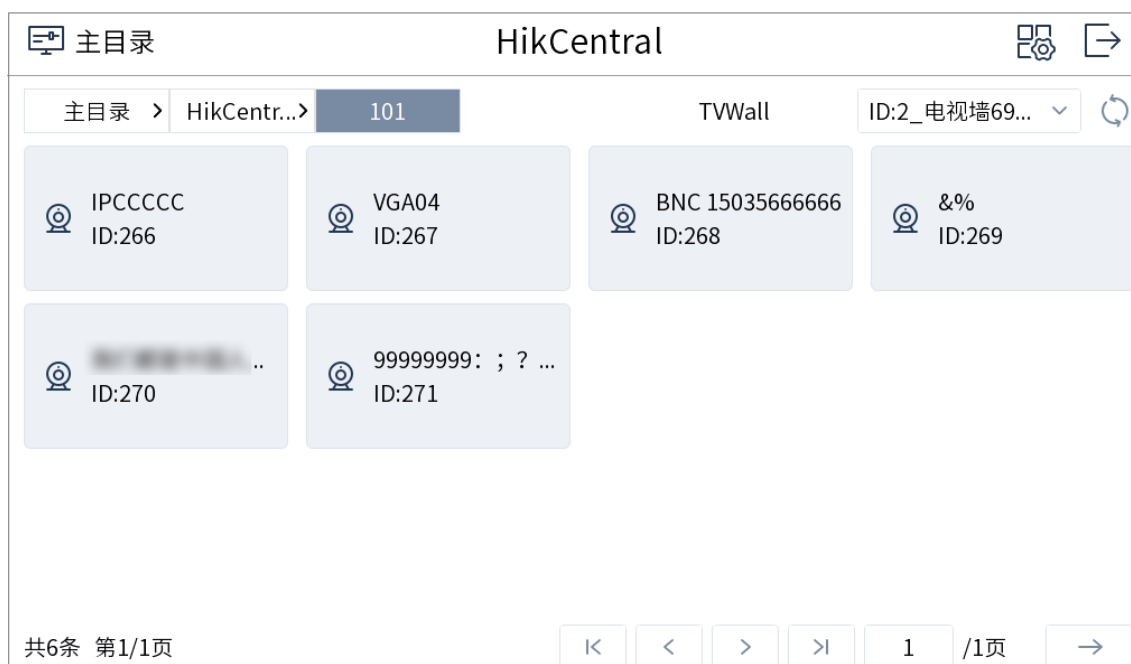 主目录
HikCentral
主目录 > HikCentr...> 101
TVWall
ID:2_电视墙69...
IPCCCCC
ID:266
VGA04
ID:267
BNC 15035666666
ID:268
&%
ID:269
..
ID:270
99999999：；？...
ID:271
共6条 第1/1页
1
/1页